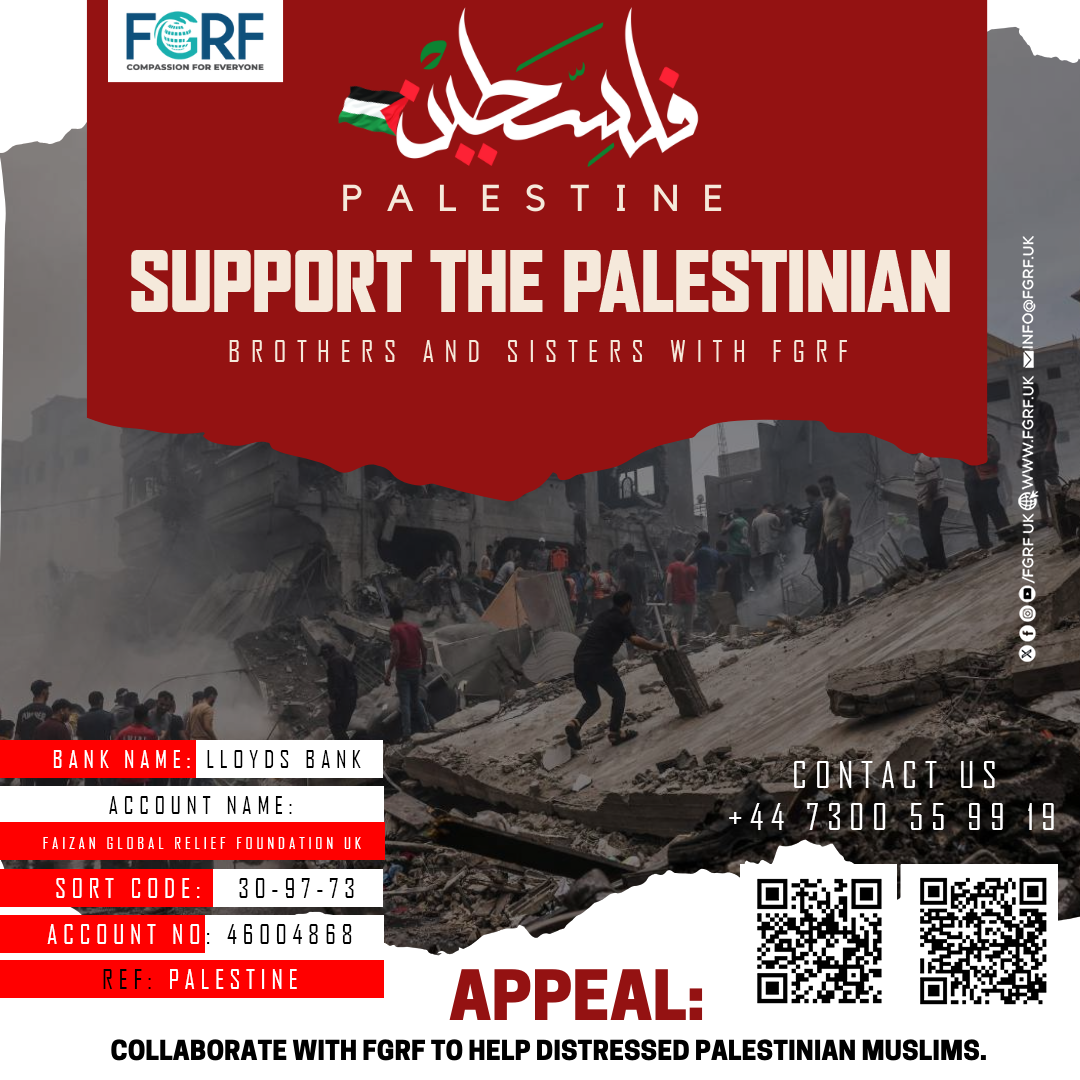 FGRF
COMPASSION FOR EVERYONE
فلسطين
PALESTINE
SUPPORT THE PALESTINIAN
BROTHERS AND SISTERS WITH FGRF
/FGRF UK WWW.FGRF.UK INFO@FGRF.UK
BANK NAME: LLOYDS BANK
ACCOUNT NAME:
FAIZAN GLOBAL RELIEF FOUNDATION UK
SORT CODE: 30-97-73
ACCOUNT NO: 46004868
REF: PALESTINE
CONTACT US
+44 7300 55 99 19
APPEAL:
COLLABORATE WITH FGRF TO HELP DISTRESSED PALESTINIAN MUSLIMS.